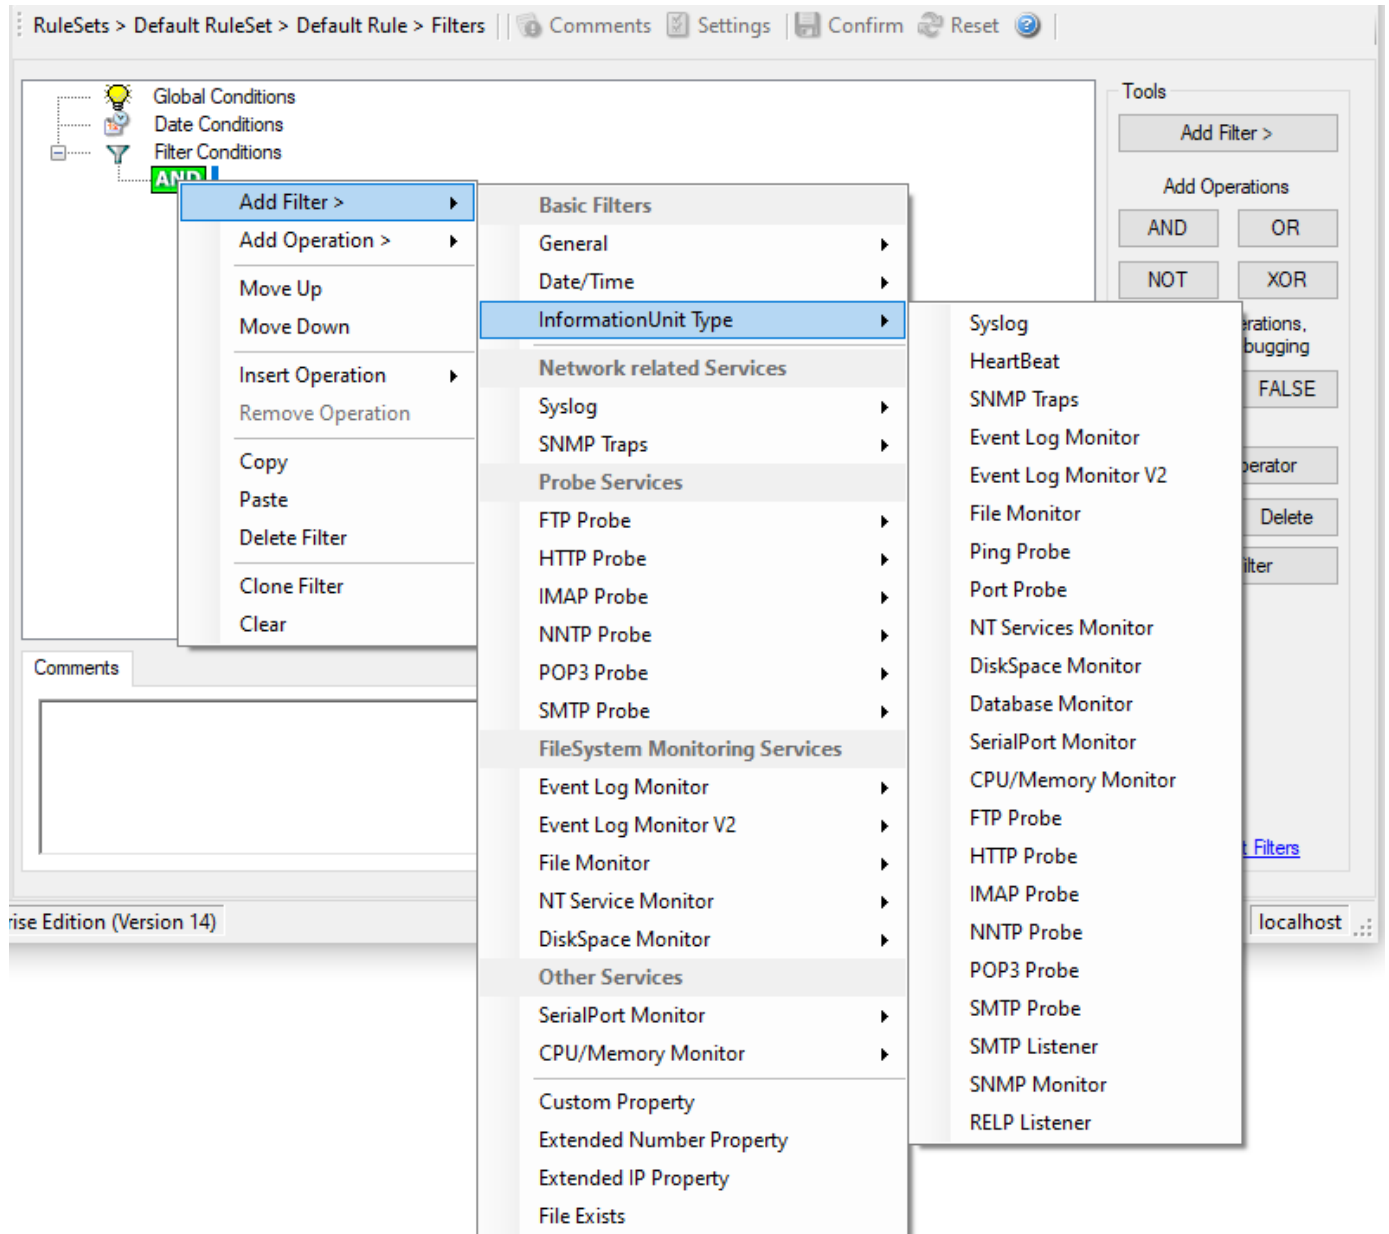 RuleSets > Default RuleSet > Default Rule > Filters Comments Settings Confirm Reset
Global Conditions
Date Conditions
Filter Conditions
AND
Tools
Add Filter >
Add Operations
AND OR
NOT XOR
FALSE
Delete
Filters
Add Filter >
Add Operation >
Move Up
Move Down
Insert Operation
Remove Operation
Copy
Paste
Delete Filter
Clone Filter
Clear
Basic Filters
General
Date/Time
InformationUnit Type
Network related Services
Syslog
SNMP Traps
Probe Services
FTP Probe
HTTP Probe
IMAP Probe
NNTP Probe
POP3 Probe
SMTP Probe
FileSystem Monitoring Services
Event Log Monitor
Event Log Monitor V2
File Monitor
NT Service Monitor
DiskSpace Monitor
Other Services
SerialPort Monitor
CPU/Memory Monitor
Custom Property
Extended Number Property
Extended IP Property
File Exists
Syslog
HeartBeat
SNMP Traps
Event Log Monitor
Event Log Monitor V2
File Monitor
Ping Probe
Port Probe
NT Services Monitor
DiskSpace Monitor
Database Monitor
SerialPort Monitor
CPU/Memory Monitor
FTP Probe
HTTP Probe
IMAP Probe
NNTP Probe
POP3 Probe
SMTP Probe
SMTP Listener
SNMP Monitor
RELP Listener
Comments
Edition (Version 14)
localhost